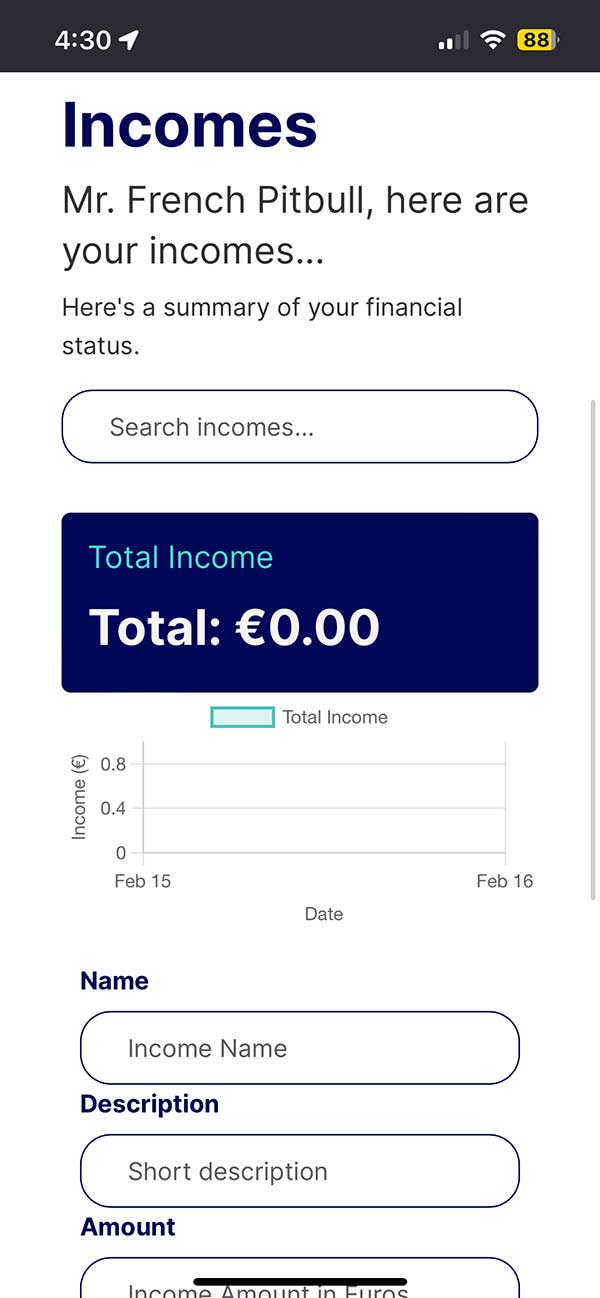 4:30
88
Incomes
Mr. French Pitbull, here are
your incomes...
Here's a summary of your financial
status.
Search incomes...
Total Income
Total: €0.00
Total Income
Income (€)
0.8
0.4
0
Feb 15
Feb 16
Date
Name
Income Name
Description
Short description
Amount
Income Amount in Euros